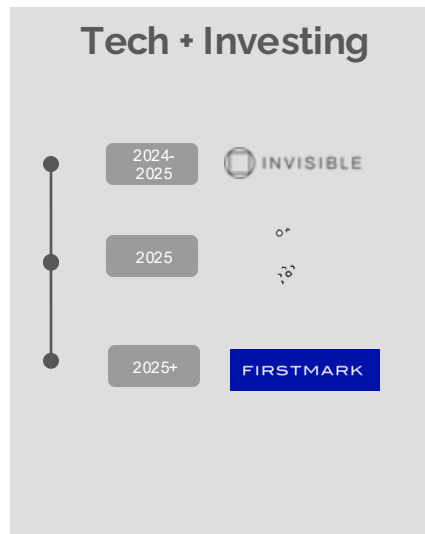 Tech + Investing
2024-
2025
INVISIBLE
2025
2025+
FIRSTMARK